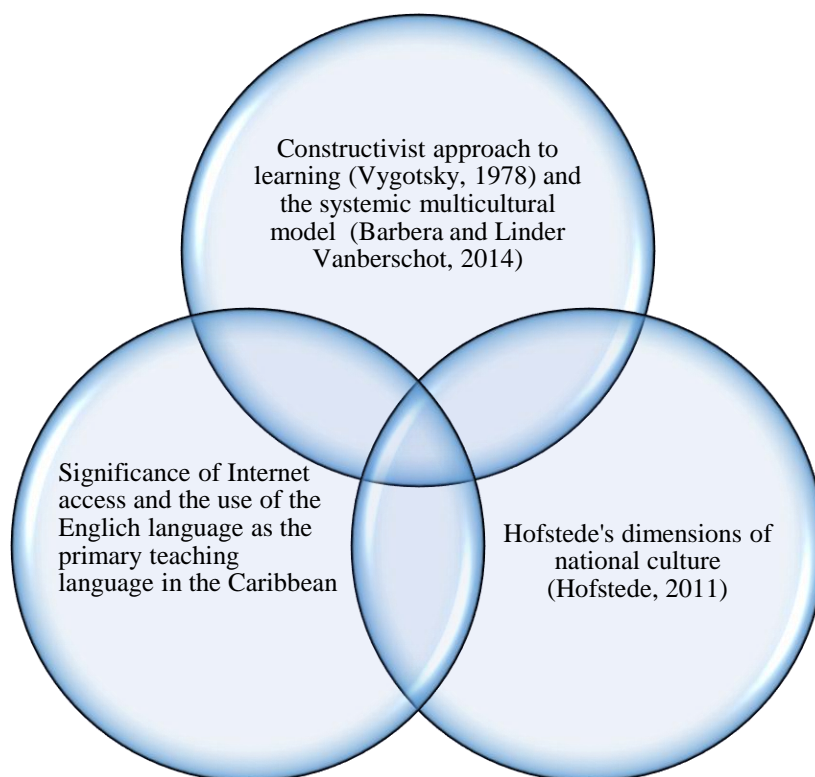 Constructivist approach to
learning (Vygotsky, 1978) and
the systemic multicultural
model  (Barbera and Linder
Vanberschot, 2014)
Significance of Internet
access and the use of the
Englich language as the
primary teaching
language in the Caribbean
Hofstede's dimensions of
national culture
(Hofstede, 2011)